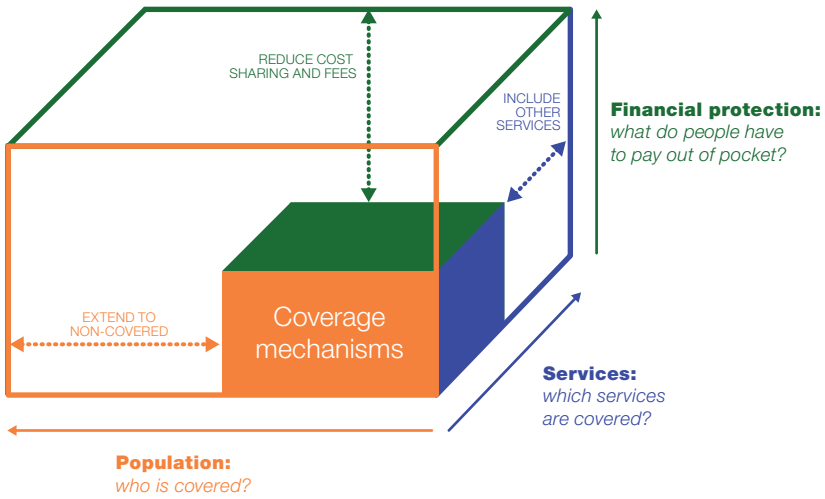 REDUCE COST
SHARING AND FEES
INCLUDE
OTHER
SERVICES
Financial protection:
what do people have
to pay out of pocket?
EXTEND TO
NON-COVERED
Coverage
mechanisms
Services:
which services
are covered?
Population:
who is covered?